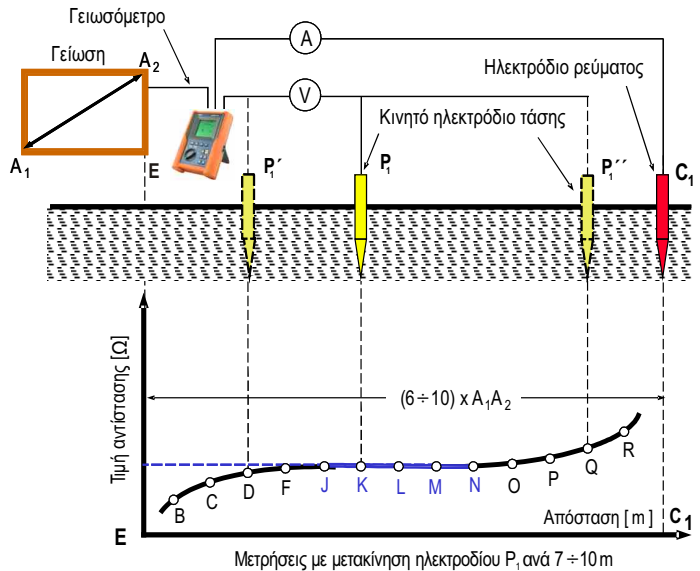 Γειωσόμετρο
Γείωση
A₂
A
Ηλεκτρόδιο ρεύματος
V
Κινητό ηλεκτρόδιο τάσης
A₁
E
P₁´
P₁
P₁´´
C₁
Τιμή αντίστασης [Ω]
(6÷10) x A₁A₂
B C D F J K L M N O P Q R
Απόσταση [m]
C₁
E
Μετρήσεις με μετακίνηση ηλεκτροδίου P₁ ανά 7÷10m